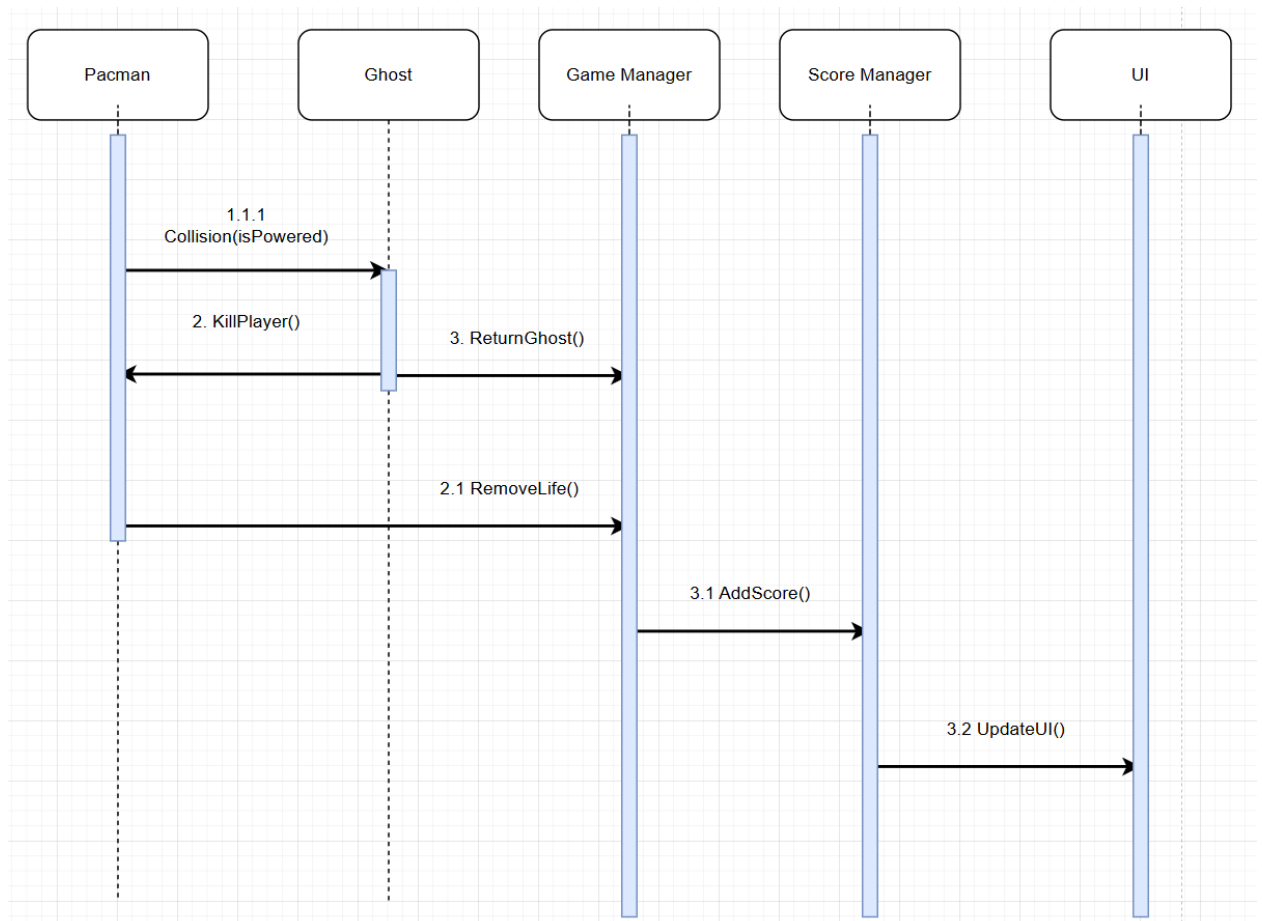 Pacman
Ghost
Game Manager
Score Manager
UI
1.1.1
Collision(isPowered)
2. KillPlayer()
3. ReturnGhost()
2.1 RemoveLife()
3.1 AddScore()
3.2 UpdateUI()